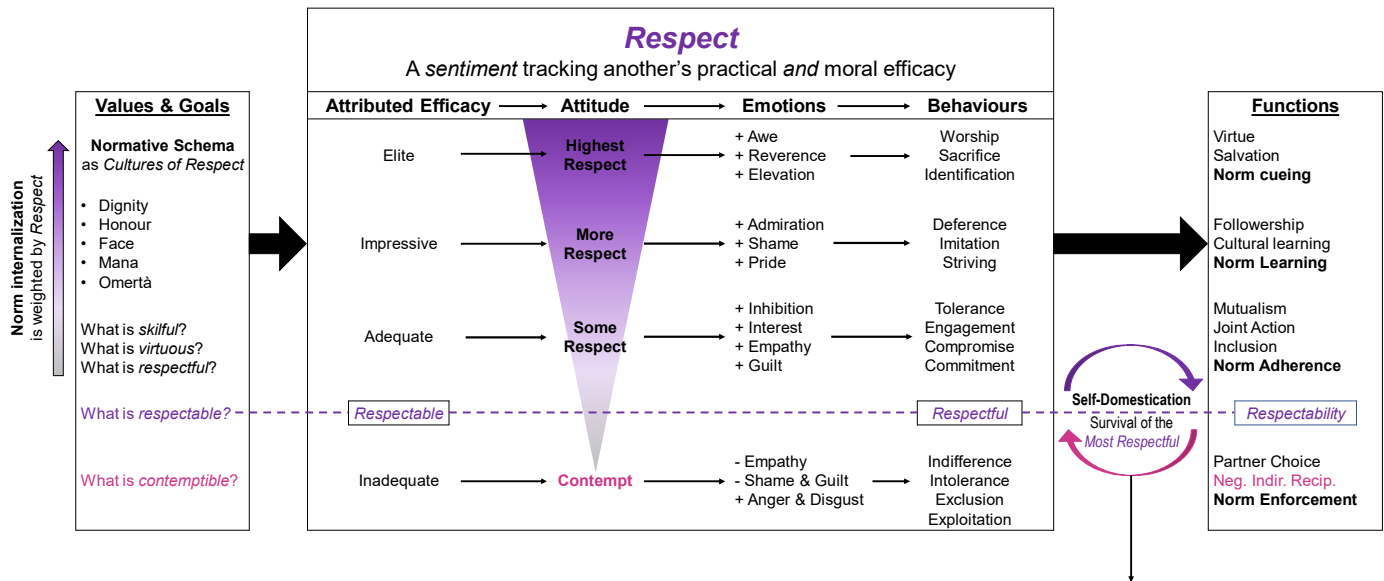 Respect
A sentiment tracking another's practical and moral efficacy
Values & Goals
Normative Schema
as Cultures of Respect
• Dignity
• Honour
• Face
• Mana
• Omertà
What is skilful?
What is virtuous?
What is respectful?
What is respectable?
What is contemptible?
Norm internalization
is weighted by Respect
Attributed Efficacy
Attitude
Emotions
Behaviours
Elite
Highest
Respect
+ Awe
+ Reverence
+ Elevation
Worship
Sacrifice
Identification
Impressive
More
Respect
+ Admiration
+ Shame
+ Pride
Deference
Imitation
Striving
Adequate
Some
Respect
+ Inhibition
+ Interest
+ Empathy
+ Guilt
Tolerance
Engagement
Compromise
Commitment
Respectable
Respectful
Inadequate
Contempt
- Empathy
- Shame & Guilt
+ Anger & Disgust
Indifference
Intolerance
Exclusion
Exploitation
Self-Domestication
Survival of the
Most Respectful
Functions
Virtue
Salvation
Norm cueing
Followership
Cultural learning
Norm Learning
Mutualism
Joint Action
Inclusion
Norm Adherence
Respectability
Partner Choice
Neg. Indir. Recip.
Norm Enforcement